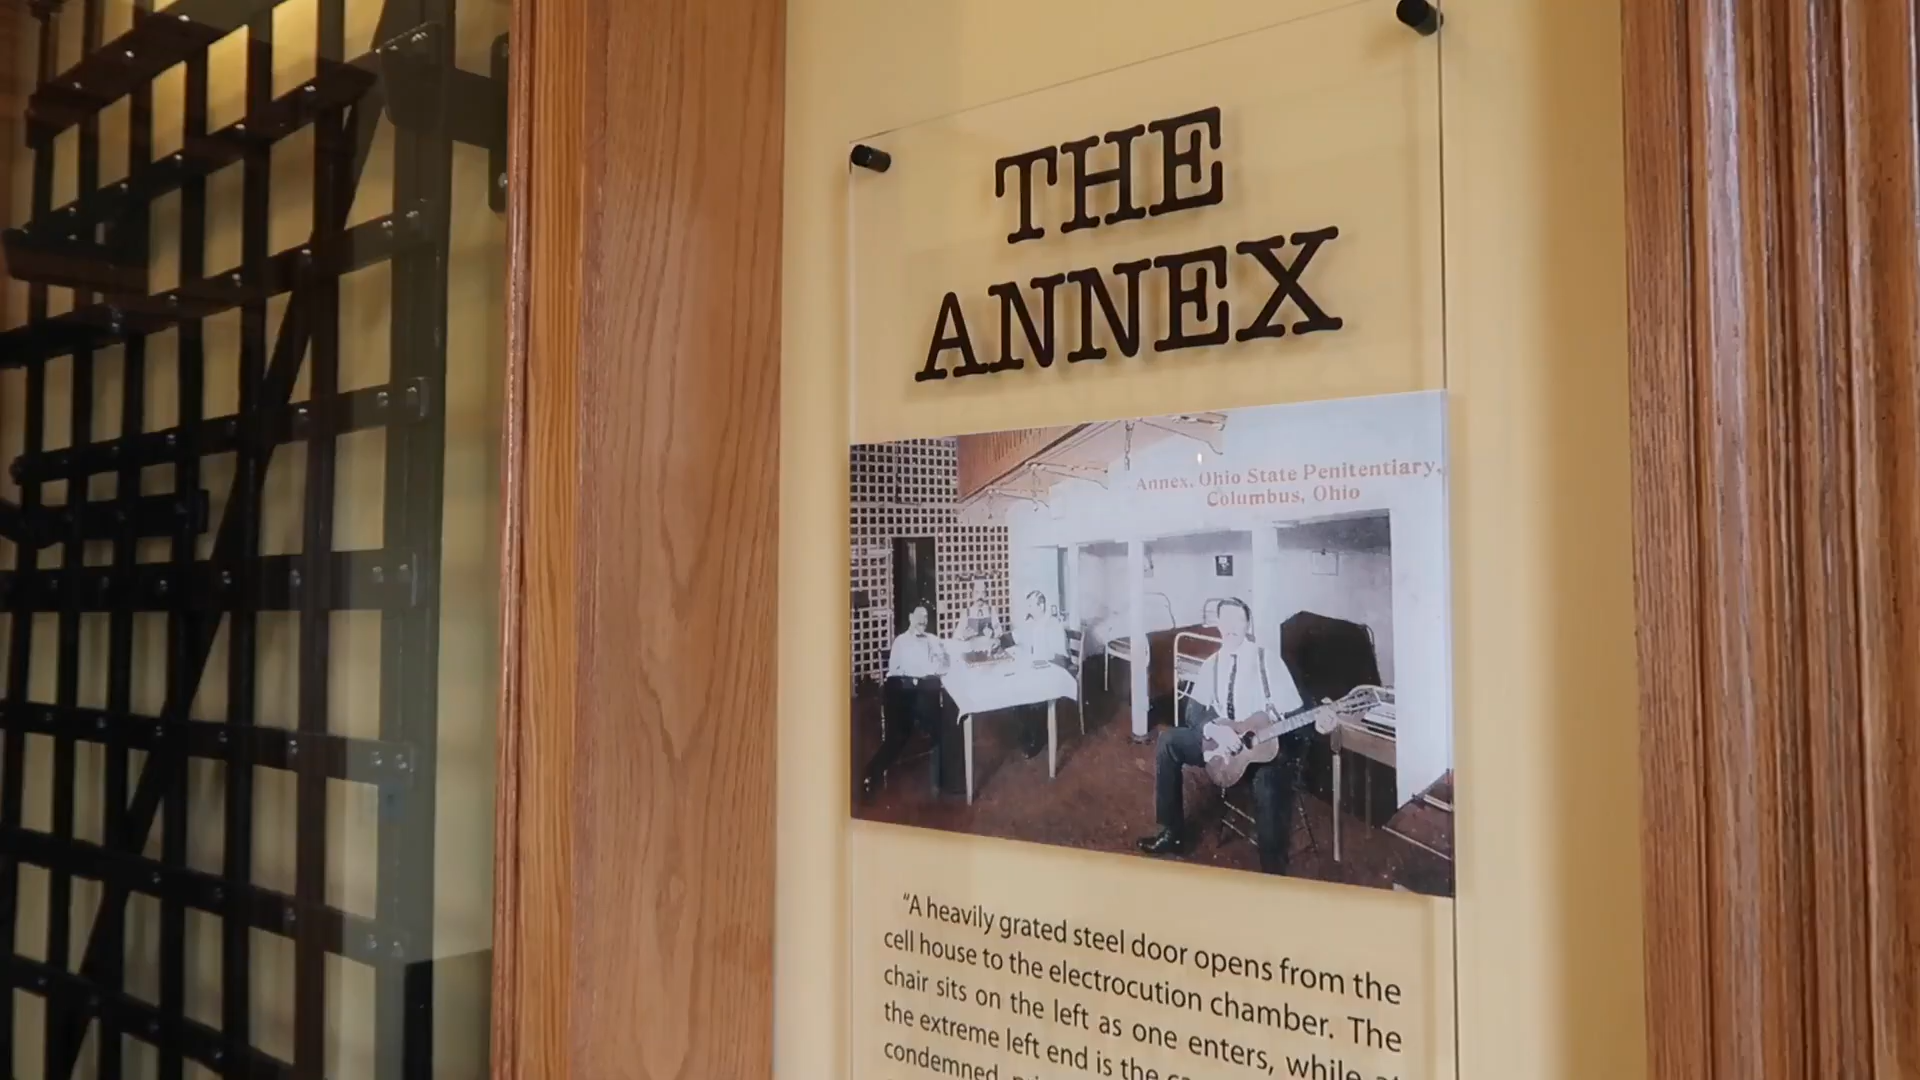 THE
ANNEX
Annex, Ohio State Penitentiary,
Columbus, Ohio
“A heavily grated steel door opens from the
cell house to the electrocution chamber. The
chair sits on the left as one enters, while at
the extreme left end is the
condemned